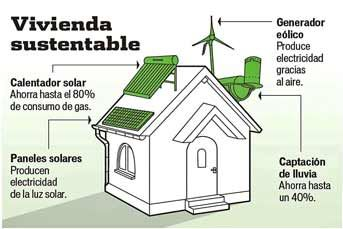 Vivienda
sustentable
Calentador solar
Ahorra hasta el 80%
de consumo de gas.
Paneles solares
Producen
electricidad
de la luz solar.
Generador
eólico
Produce
electricidad
gracias
al aire.
Captación
de lluvia
Ahorra hasta
un 40%.